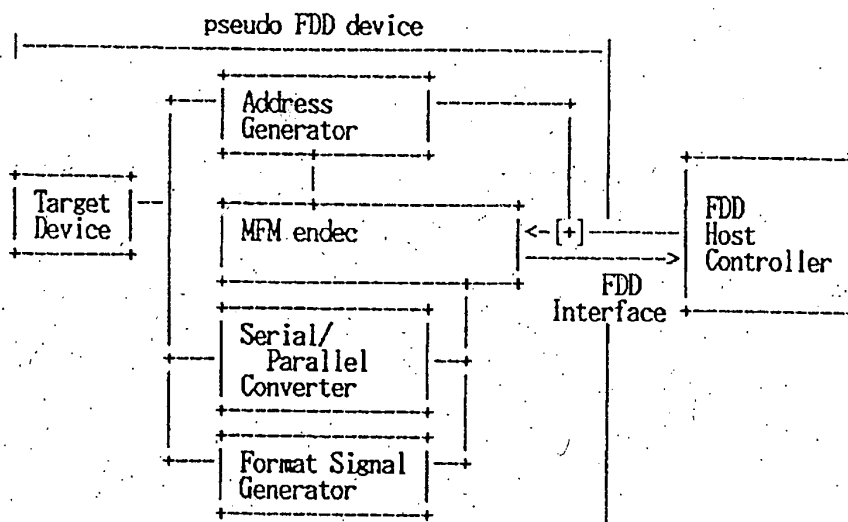 pseudo FDD device
Address
Generator
Target
Device
MFM endec
<-[+]
FDD
Host
Controller
FDD
Interface
Serial/
Parallel
Converter
Format Signal
Generator